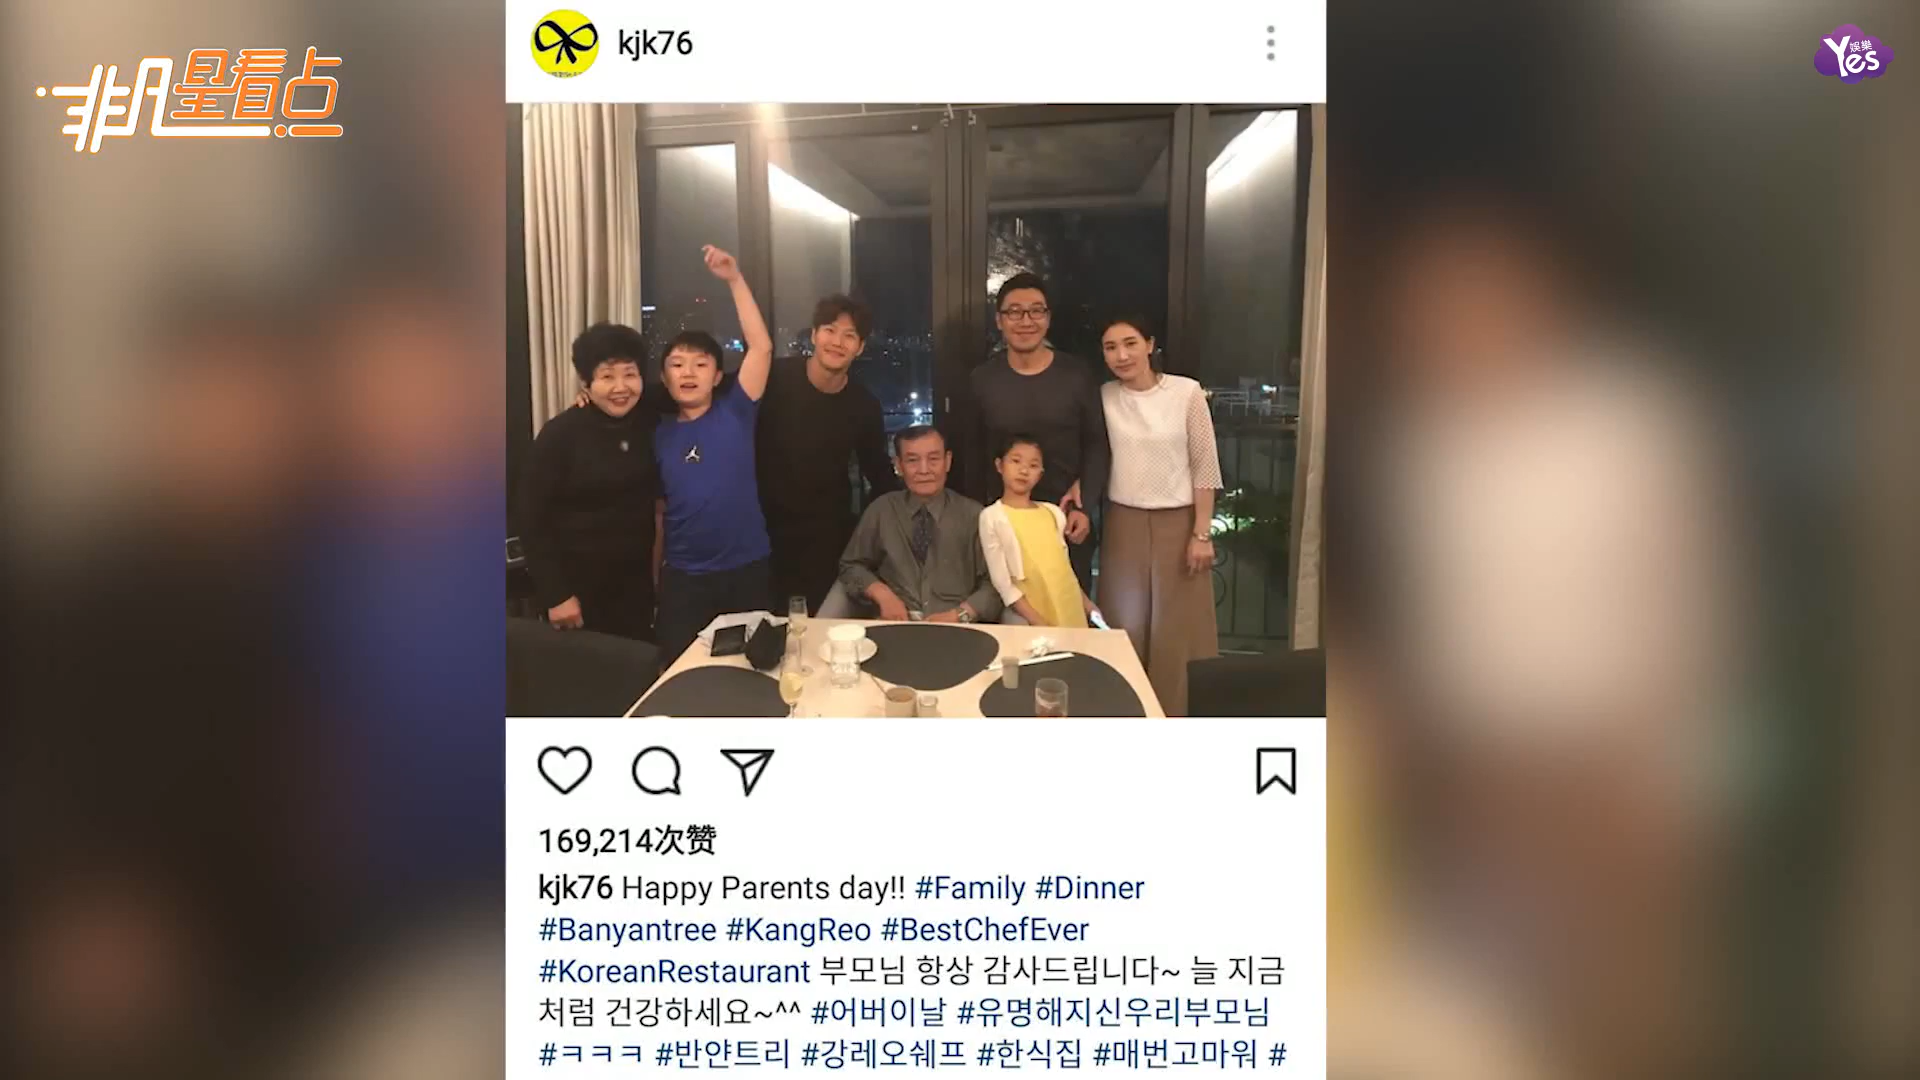 非凡星看点
Yes
娱樂
kjk76
169,214次赞
kjk76 Happy Parents day!! #Family #Dinner
#Banyantree #KangReo #BestChefEver
#KoreanRestaurant 부모님 항상 감사드립니다~ 늘 지금
처럼 건강하세요~^^ #어버이날 #유명해지신우리부모님
#ㅋㅋㅋ #반얀트리 #강레오쉐프 #한식집 #매번고마워 #